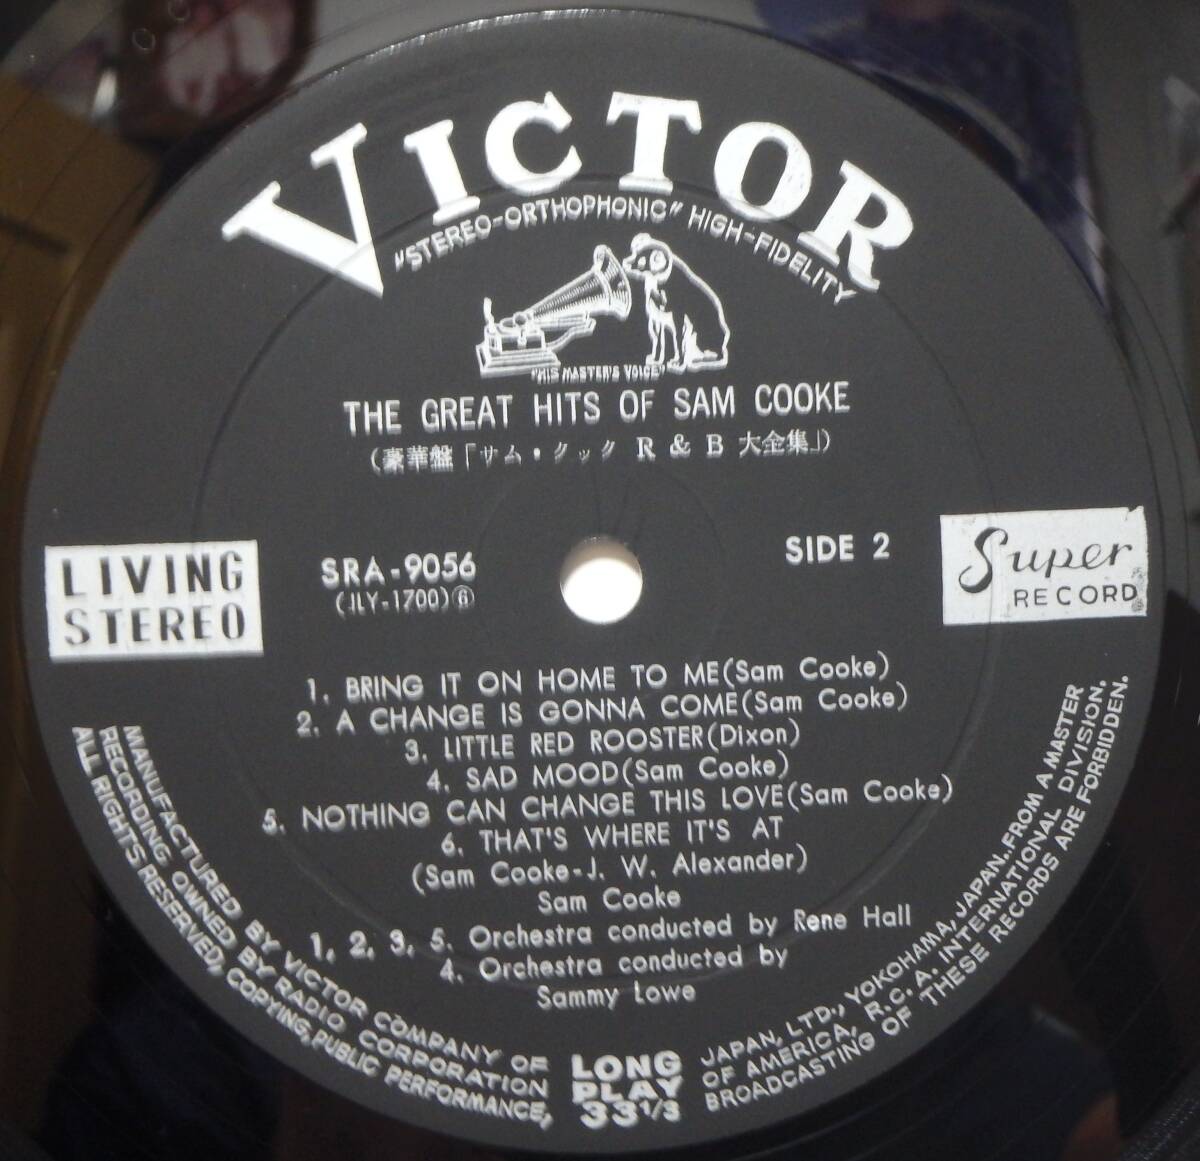 VICTOR
"STEREO-ORTHOPHONIC" HIGH-FIDELITY
"HIS MASTER'S VOICE"
THE GREAT HITS OF SAM COOKE
(豪華盤「サム・クック R & B 大全集」)
LIVING
STEREO
SRA-9056
(JLY-1700)⑥
SIDE 2
Super
RECORD
1. BRING IT ON HOME TO ME(Sam Cooke)
2. A CHANGE IS GONNA COME(Sam Cooke)
3. LITTLE RED ROOSTER(Dixon)
4. SAD MOOD(Sam Cooke)
5. NOTHING CAN CHANGE THIS LOVE(Sam Cooke)
6. THAT'S WHERE IT'S AT
(Sam Cooke-J. W. Alexander)
Sam Cooke
1, 2, 3, 5. Orchestra conducted by Rene Hall
4. Orchestra conducted by
Sammy Lowe
MANUFACTURED BY VICTOR COMPANY OF JAPAN, LTD., YOKOHAMA, JAPAN. FROM A MASTER
RECORDING OWNED BY RADIO CORPORATION OF AMERICA, R.C.A. INTERNATIONAL DIVISION.
ALL RIGHTS RESERVED, COPYING, PUBLIC PERFORMANCE, BROADCASTING OF THESE RECORDS ARE FORBIDDEN.
LONG
PLAY
33 1/3